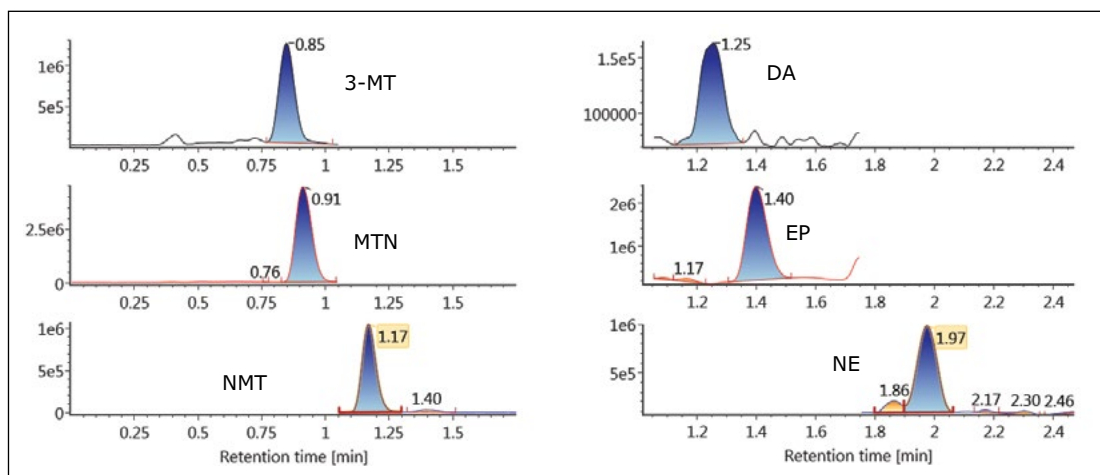 0.85
1e6
3-MT
5e5
0.25 0.5 0.75 1 1.25 1.5
0.91
2.5e6
MTN
0.76
0
0.25 0.5 0.75 1 1.25 1.5
1e6
1.17
5e5
NMT
1.40
0
0.25 0.5 0.75 1 1.25 1.5
Retention time [min]
1.25
1.5e5
DA
100000
1.2 1.4 1.6 1.8 2 2.2 2.4
2e6
1.40
EP
1e6
1.17
1.2 1.4 1.6 1.8 2 2.2 2.4
1e6
1.97
NE
5e5
1.86
2.17 2.30 2.46
1.2 1.4 1.6 1.8 2 2.2 2.4
Retention time [min]